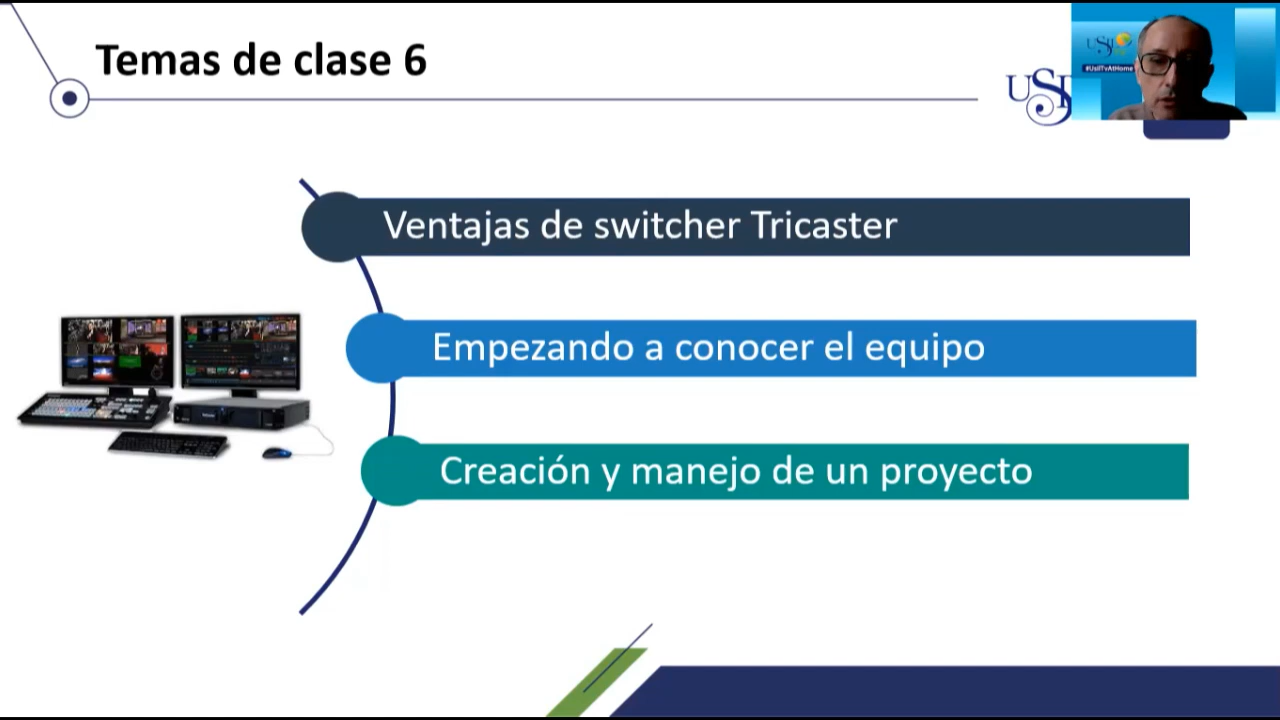 Temas de clase 6
USI
USIL
#UsilTvAtHome
Ventajas de switcher Tricaster
Empezando a conocer el equipo
Creación y manejo de un proyecto